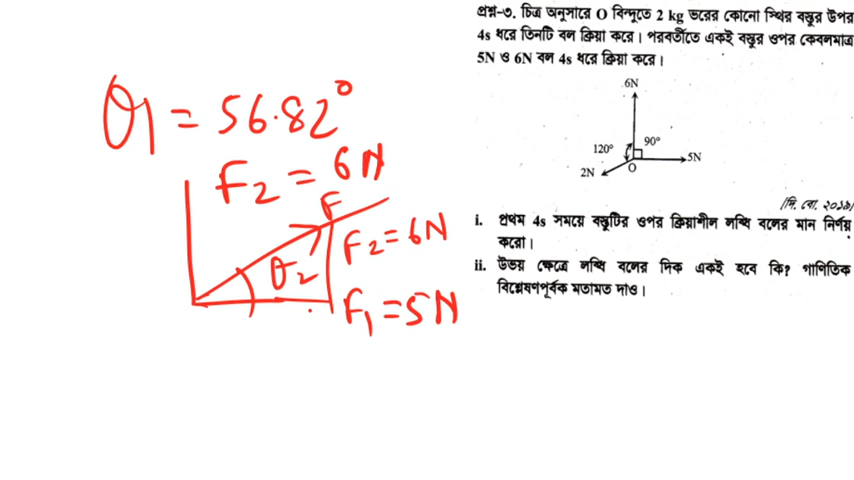 প্রশ্ন-৩. চিত্র অনুসারে O বিন্দুতে 2 kg ভরের কোনো স্থির বস্তুর উপর
4s ধরে তিনটি বল ক্রিয়া করে। পরবর্তীতে একই বস্তুর ওপর কেবলমাত্র
5N ও 6N বল 4s ধরে ক্রিয়া করে।
6N
120°
90°
5N
2N
O
[সি. বো. ২০১৯]
i. প্রথম 4s সময়ে বস্তুটির ওপর ক্রিয়াশীল লব্ধি বলের মান নির্ণয়
করো।
ii. উভয় ক্ষেত্রে লব্ধি বলের দিক একই হবে কি? গাণিতিক
বিশ্লেষণপূর্বক মতামত দাও।
θ₁ = 56.82°
F₂ = 6N
F
F₂ = 6N
θ₂
F₁ = 5N